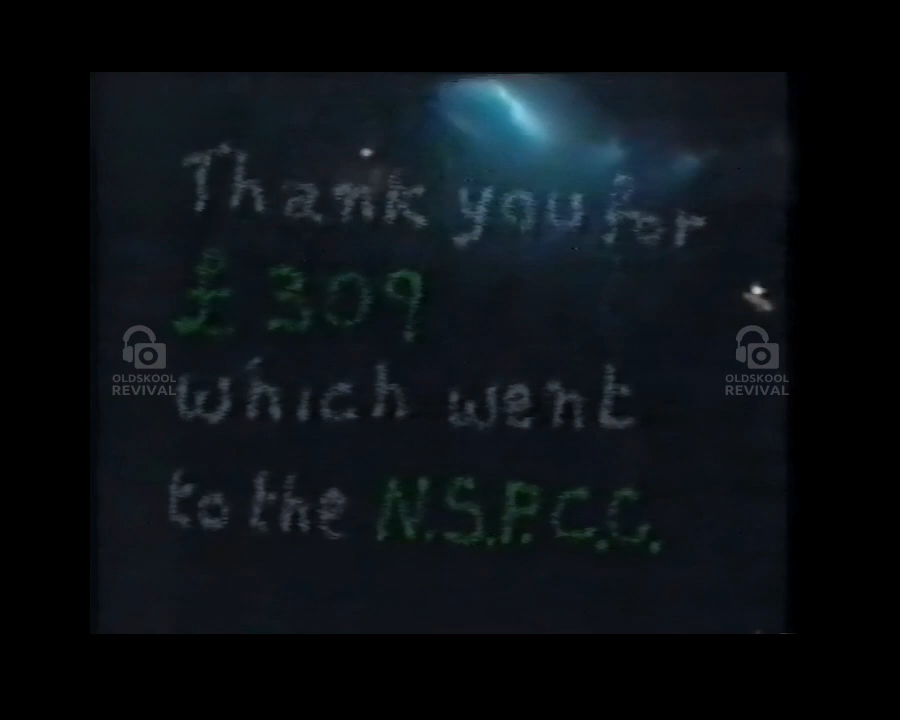 Thank you for
£309
which went
to the N.S.P.C.C.
OLDSKOOL
REVIVAL
OLDSKOOL
REVIVAL